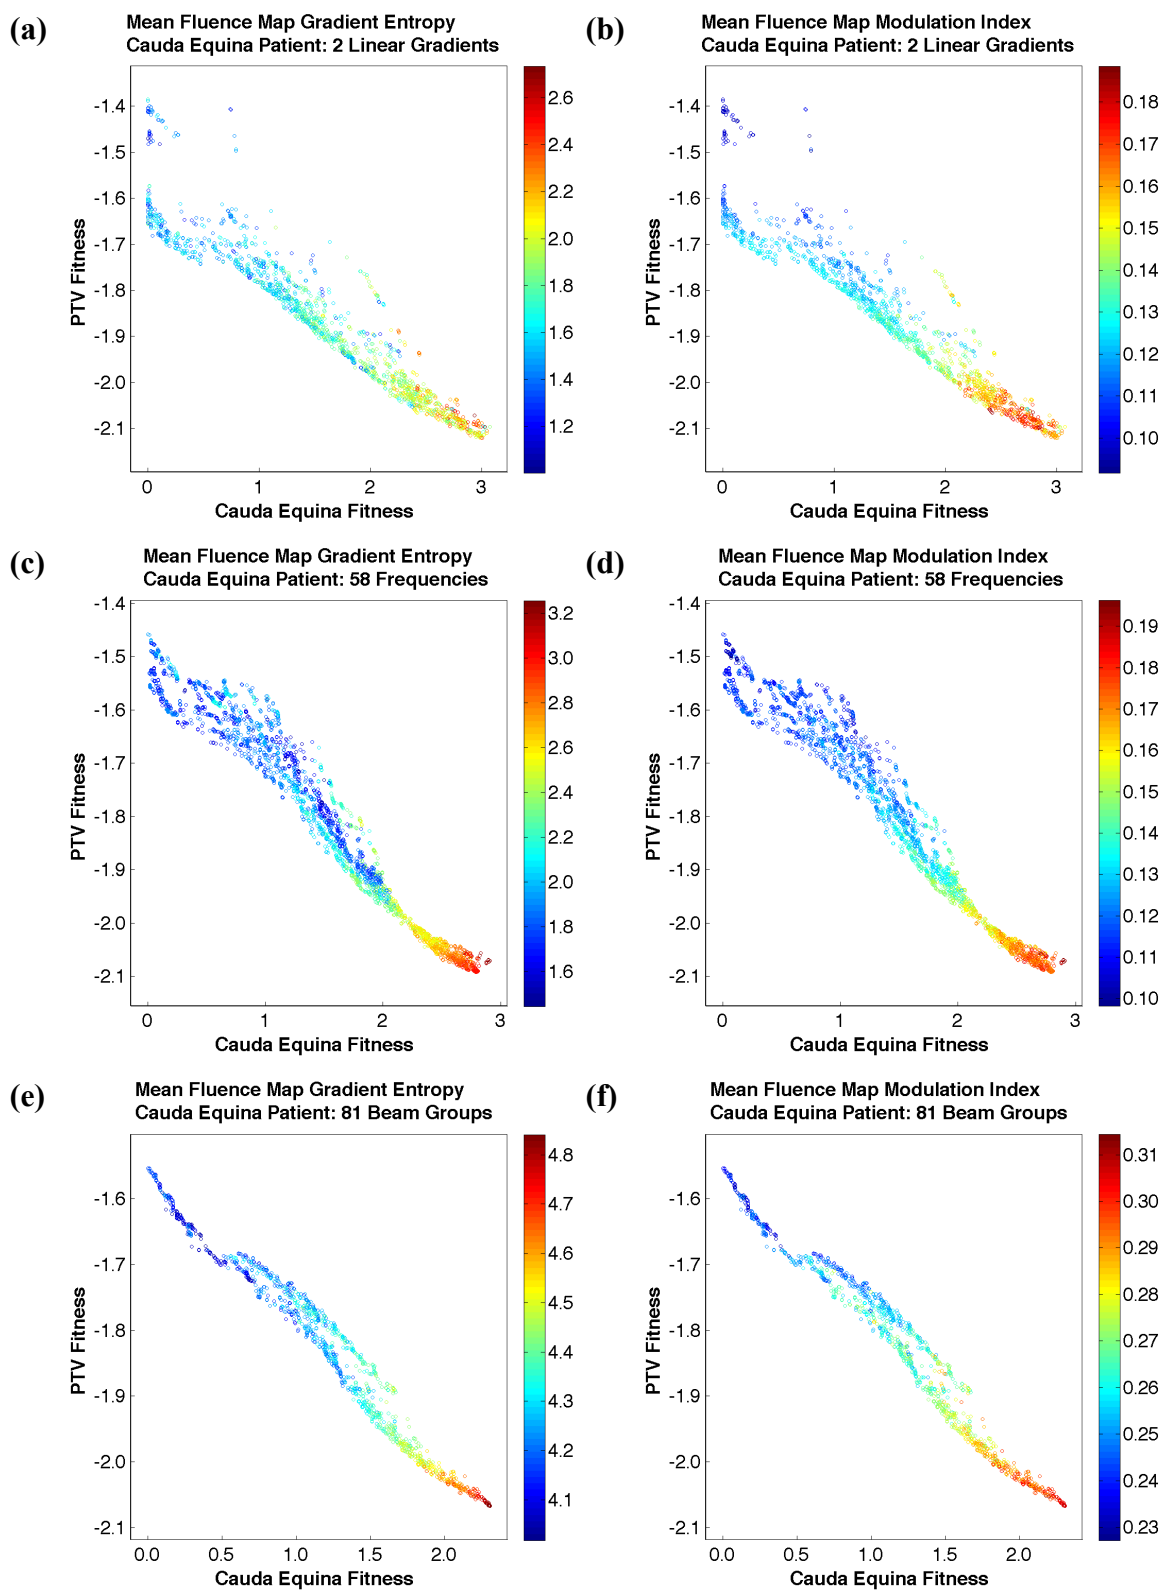 (a)
Mean Fluence Map Gradient Entropy
Cauda Equina Patient: 2 Linear Gradients
-1.4
-1.5
-1.6
-1.7
-1.8
-1.9
-2.0
-2.1
PTV Fitness
0 1 2 3
Cauda Equina Fitness
2.6
2.4
2.2
2.0
1.8
1.6
1.4
1.2
(b)
Mean Fluence Map Modulation Index
Cauda Equina Patient: 2 Linear Gradients
-1.4
-1.5
-1.6
-1.7
-1.8
-1.9
-2.0
-2.1
PTV Fitness
0 1 2 3
Cauda Equina Fitness
0.18
0.17
0.16
0.15
0.14
0.13
0.12
0.11
0.10
(c)
Mean Fluence Map Gradient Entropy
Cauda Equina Patient: 58 Frequencies
-1.4
-1.5
-1.6
-1.7
-1.8
-1.9
-2.0
-2.1
PTV Fitness
0 1 2 3
Cauda Equina Fitness
3.2
3.0
2.8
2.6
2.4
2.2
2.0
1.8
1.6
(d)
Mean Fluence Map Modulation Index
Cauda Equina Patient: 58 Frequencies
-1.4
-1.5
-1.6
-1.7
-1.8
-1.9
-2.0
-2.1
PTV Fitness
0 1 2 3
Cauda Equina Fitness
0.19
0.18
0.17
0.16
0.15
0.14
0.13
0.12
0.11
0.10
(e)
Mean Fluence Map Gradient Entropy
Cauda Equina Patient: 81 Beam Groups
-1.6
-1.7
-1.8
-1.9
-2.0
-2.1
PTV Fitness
0.0 0.5 1.0 1.5 2.0
Cauda Equina Fitness
4.8
4.7
4.6
4.5
4.4
4.3
4.2
4.1
(f)
Mean Fluence Map Modulation Index
Cauda Equina Patient: 81 Beam Groups
-1.6
-1.7
-1.8
-1.9
-2.0
-2.1
PTV Fitness
0.0 0.5 1.0 1.5 2.0
Cauda Equina Fitness
0.31
0.30
0.29
0.28
0.27
0.26
0.25
0.24
0.23